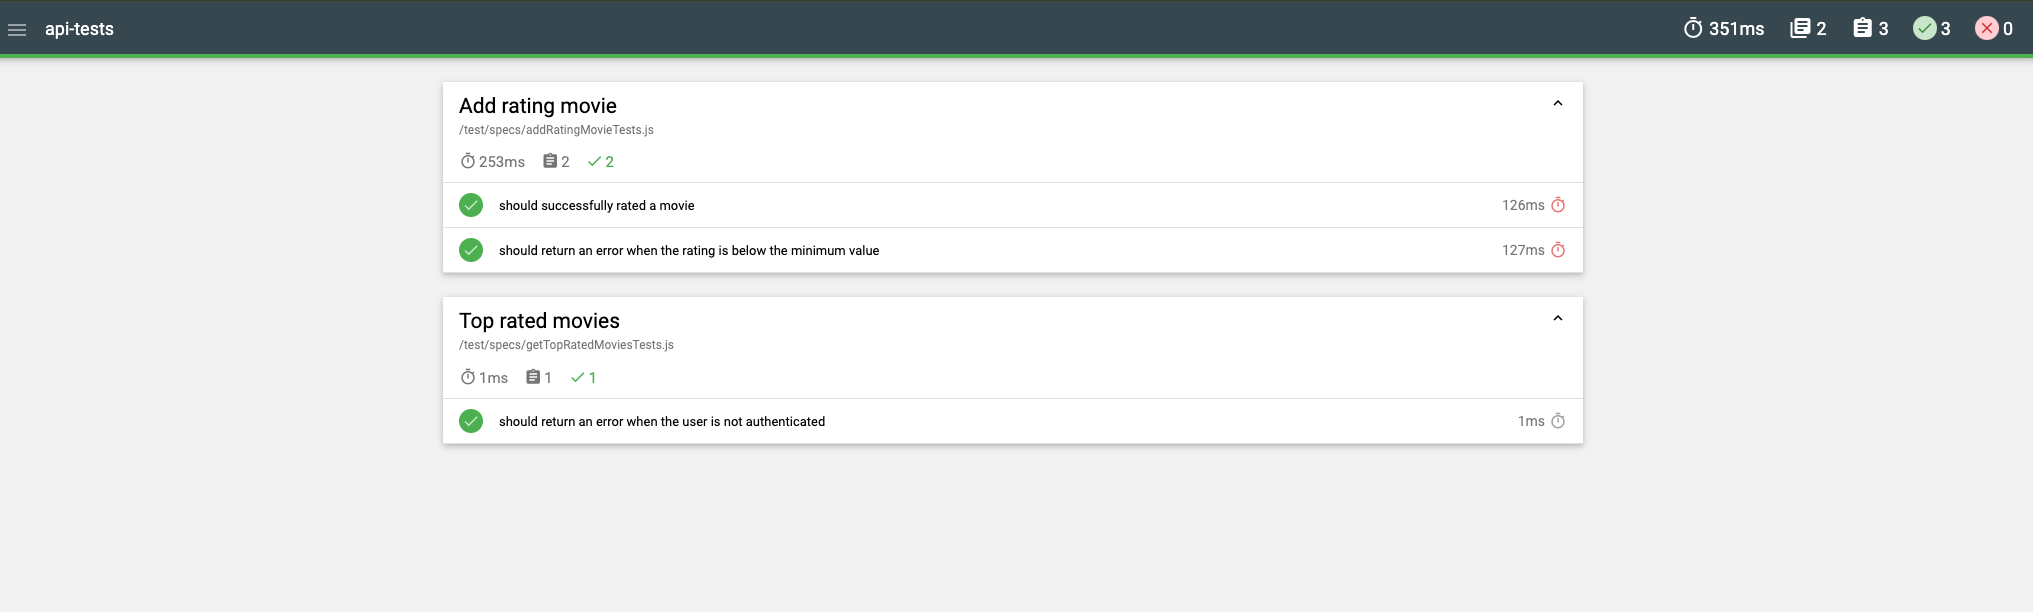 api-tests 351ms 2 3 3 0
Add rating movie
/test/specs/addRatingMovieTests.js
253ms 2 2
should successfully rated a movie 126ms
should return an error when the rating is below the minimum value 127ms
Top rated movies
/test/specs/getTopRatedMoviesTests.js
1ms 1 1
should return an error when the user is not authenticated 1ms